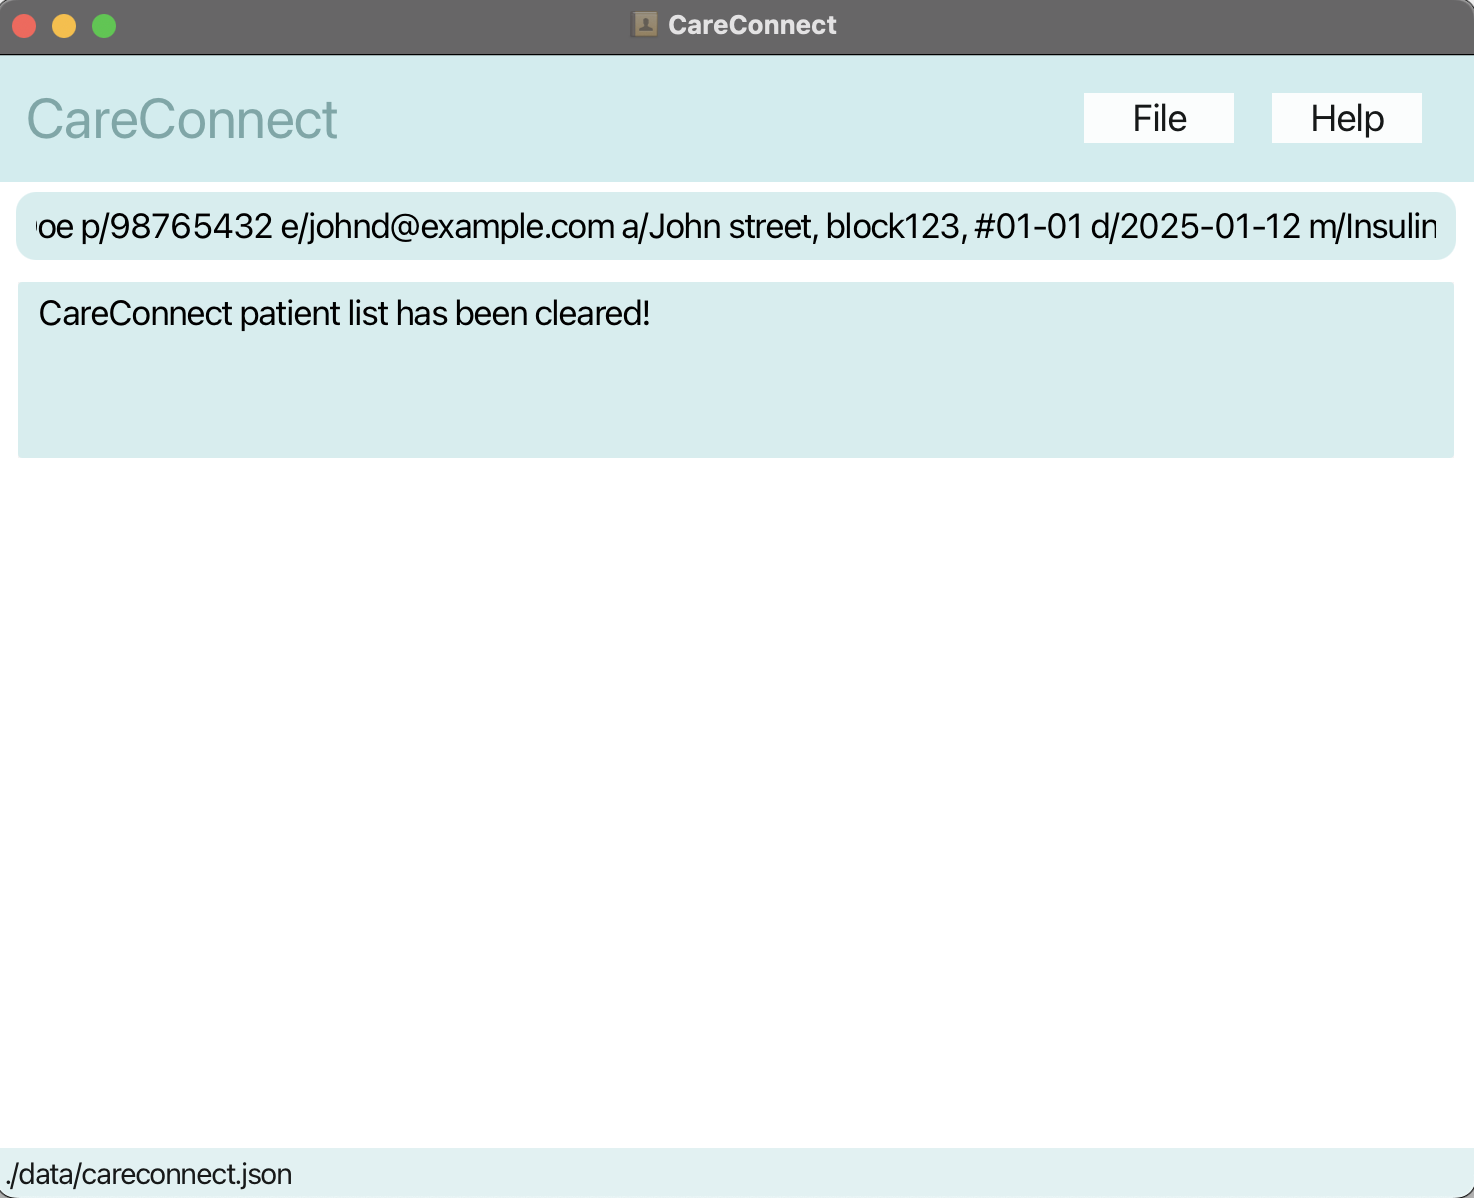 CareConnect
CareConnect
File
Help
p/98765432 e/johnd@example.com a/John street, block123, #01-01 d/2025-01-12 m/Insulin
CareConnect patient list has been cleared!
./data/careconnect.json